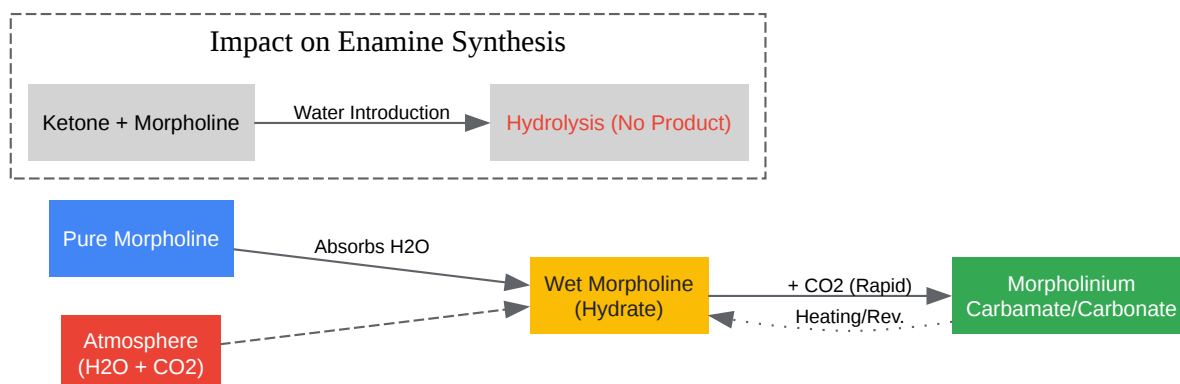 Impact on Enamine Synthesis
Ketone + Morpholine
Water Introduction
Hydrolysis (No Product)
Pure Morpholine
Absorbs H2O
Atmosphere
(H2O + CO2)
Wet Morpholine
(Hydrate)
+ CO2 (Rapid)
Heating/Rev.
Morpholinium
Carbamate/Carbonate